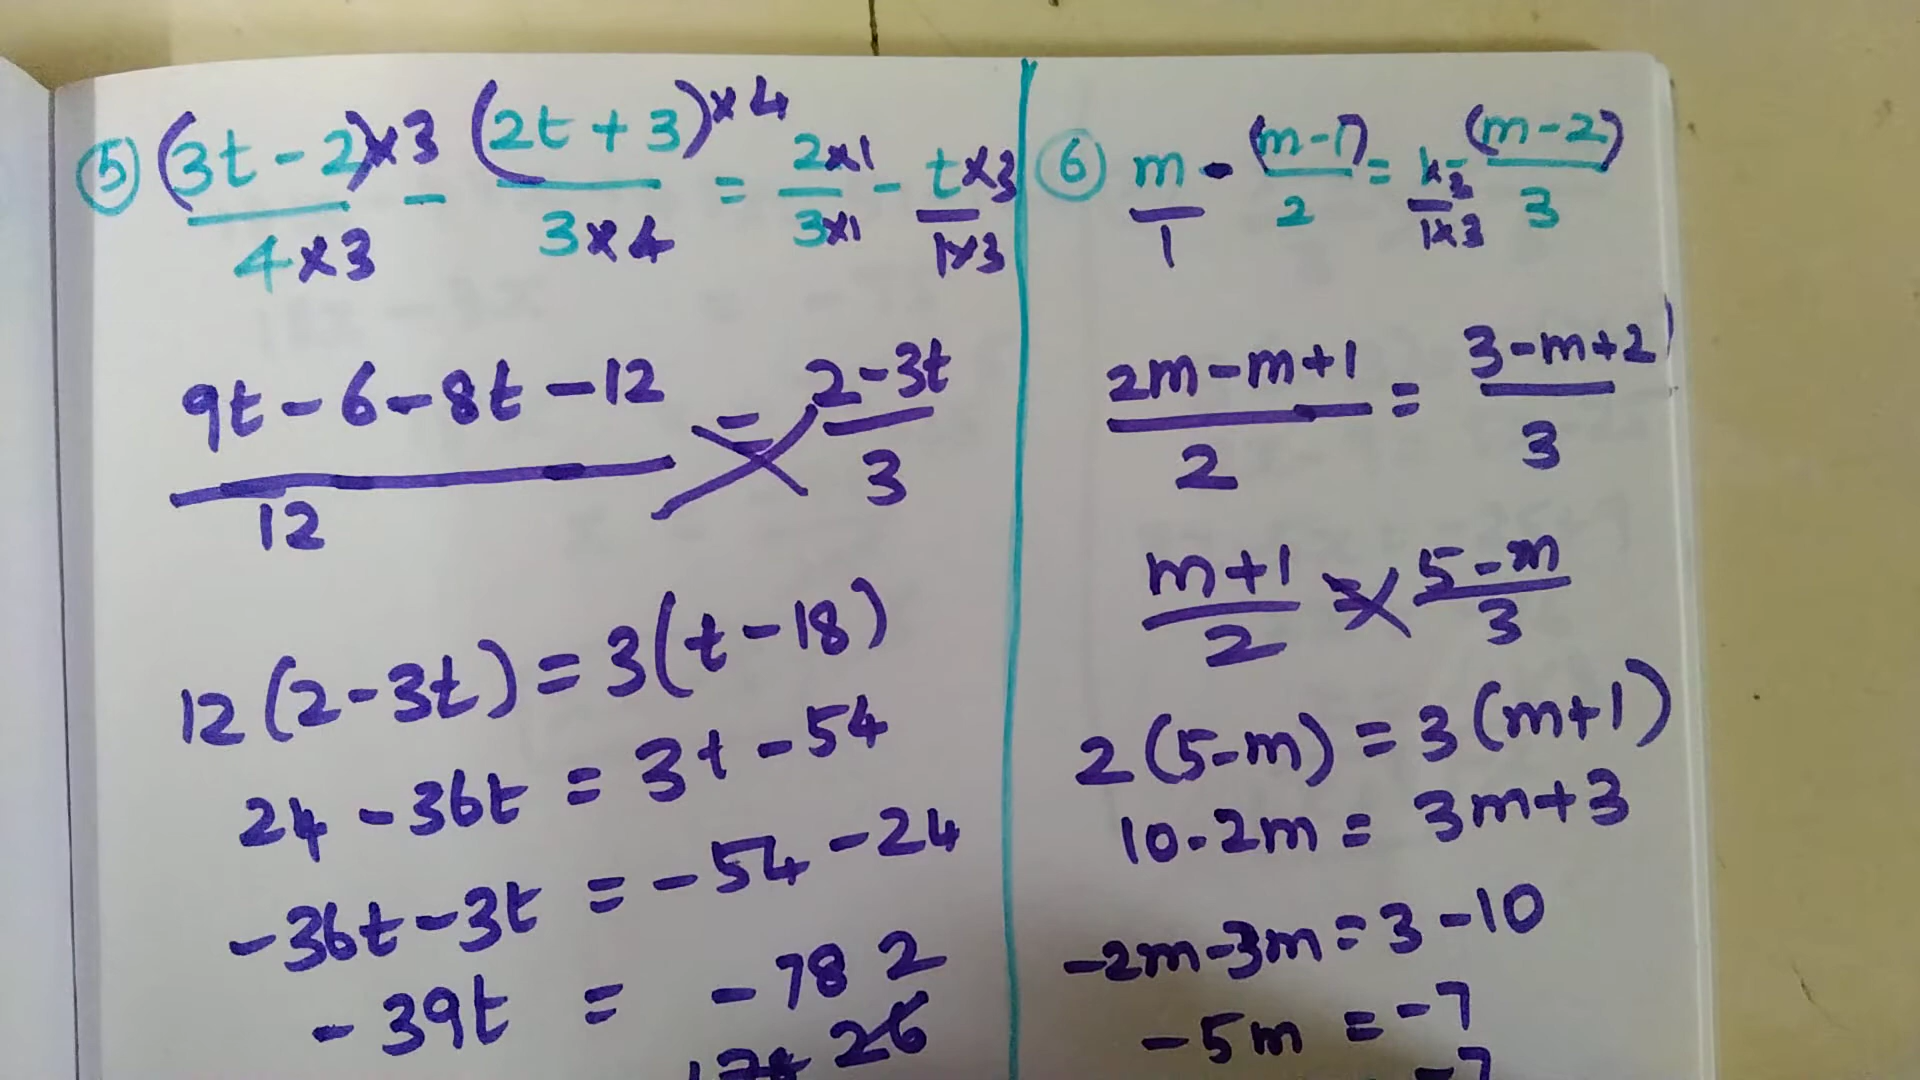 ⑤ (3t - 2)×3 / 4×3 - (2t + 3)×4 / 3×4 = 2×1 / 3×1 - t×3 / 1×3
9t - 6 - 8t - 12 / 12 = 2 - 3t / 3
12 (2 - 3t) = 3 (t - 18)
24 - 36t = 3t - 54
-36t - 3t = -54 - 24
-39t = -78 2
26
⑥ m / 1 - (m - 1) / 2 = - (m - 2) / 3
1×3
2m - m + 1 / 2 = 3 - m + 2 / 3
m + 1 / 2 = 5 - m / 3
2 (5 - m) = 3 (m + 1)
10 - 2m = 3m + 3
-2m - 3m = 3 - 10
-5m = -7
-7